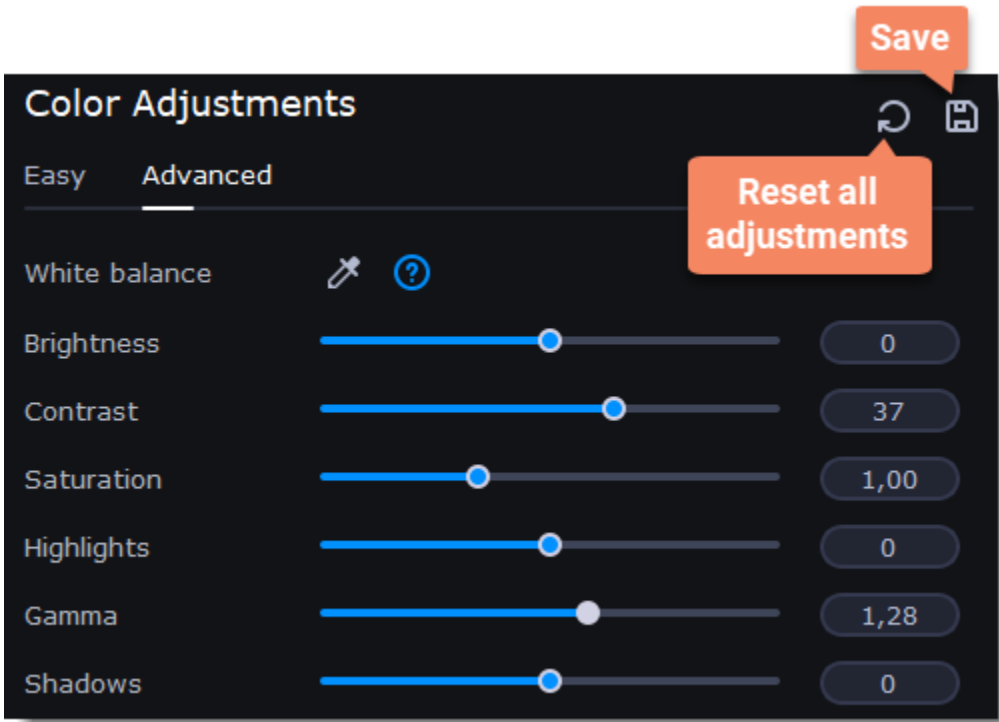 Save
Color Adjustments
Reset all
adjustments
Easy Advanced
White balance ?
Brightness 0
Contrast 37
Saturation 1,00
Highlights 0
Gamma 1,28
Shadows 0